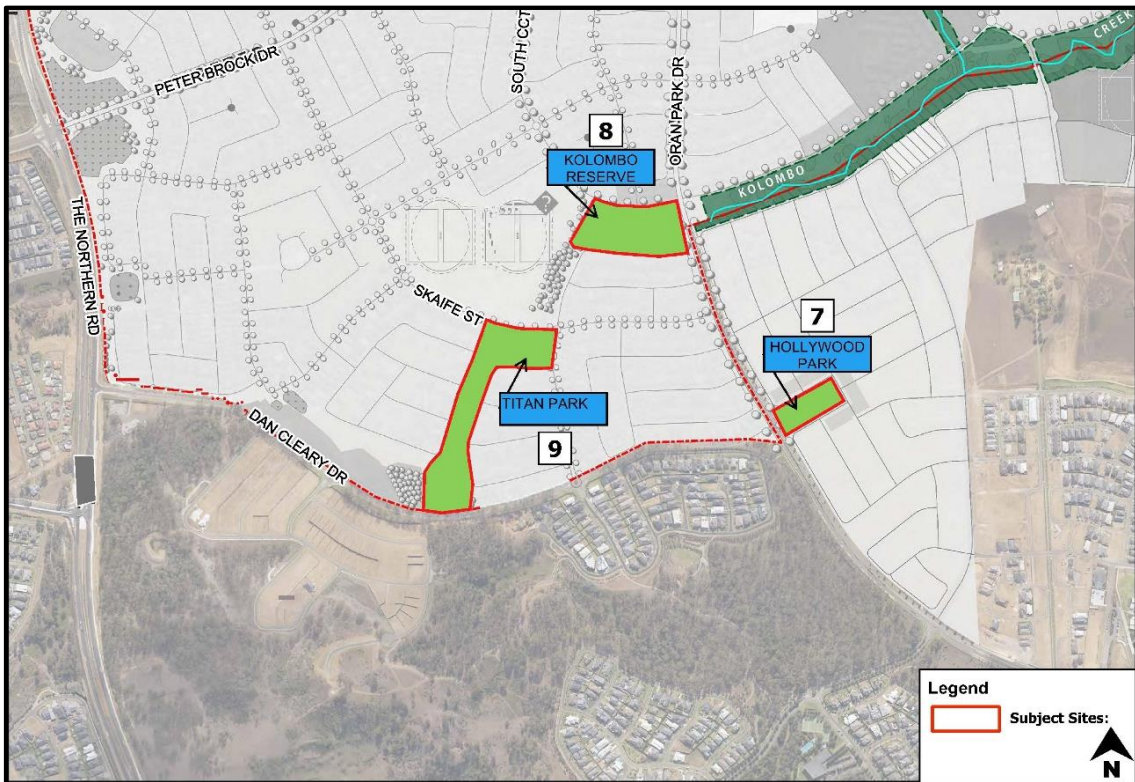 PETER BROCK DR
SOUTH CCT
ORAN PARK DR
CREEK
KOLOMBO
8
KOLOMBO
RESERVE
?
THE NORTHERN RD
SKAIFE ST
7
HOLLYWOOD
PARK
TITAN PARK
9
DAN CLEARY DR
Legend
Subject Sites:
N